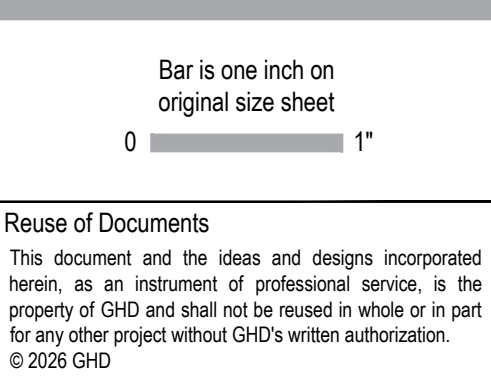 Bar is one inch on
original size sheet
0 1"
Reuse of Documents
This document and the ideas and designs incorporated
herein, as an instrument of professional service, is the
property of GHD and shall not be reused in whole or in part
for any other project without GHD's written authorization.
© 2026 GHD